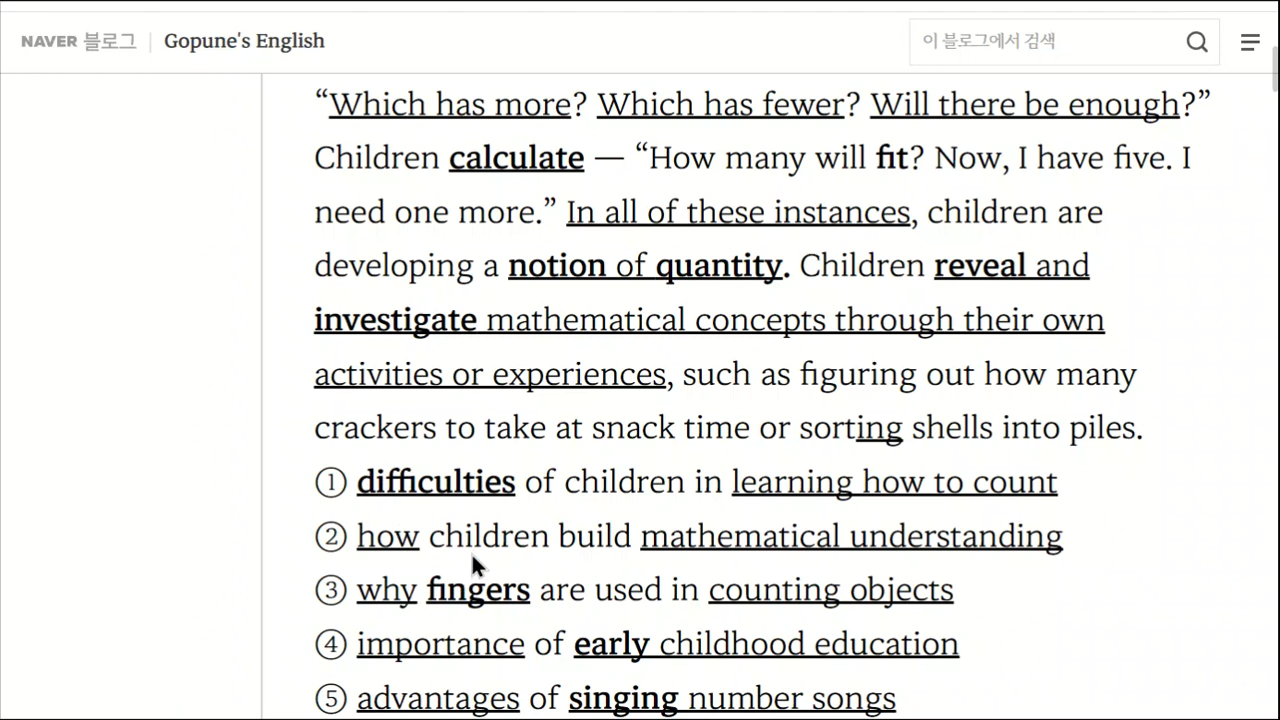 NAVER 블로그 | Gopune's English
이 블로그에서 검색
“Which has more? Which has fewer? Will there be enough?”
Children calculate — “How many will fit? Now, I have five. I
need one more.” In all of these instances, children are
developing a notion of quantity. Children reveal and
investigate mathematical concepts through their own
activities or experiences, such as figuring out how many
crackers to take at snack time or sorting shells into piles.
① difficulties of children in learning how to count
② how children build mathematical understanding
③ why fingers are used in counting objects
④ importance of early childhood education
⑤ advantages of singing number songs